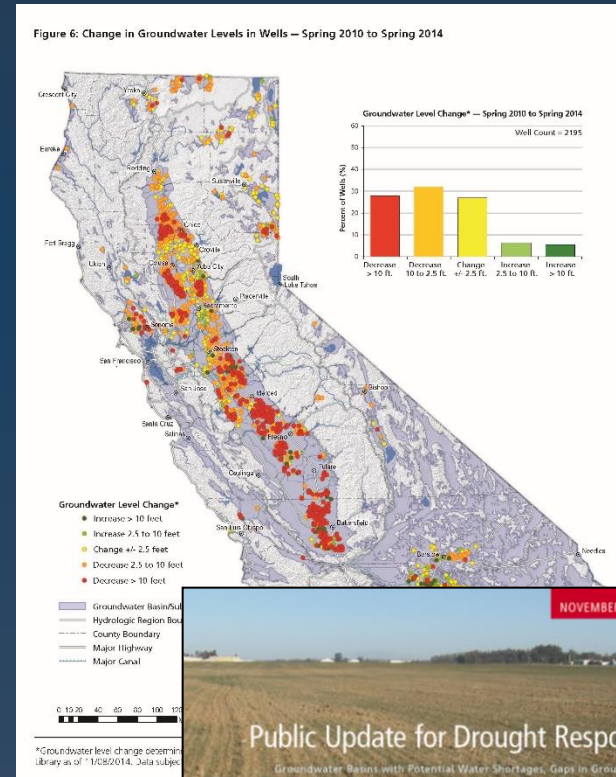 Figure 6: Change in Groundwater Levels in Wells — Spring 2010 to Spring 2014
Groundwater Level Change* — Spring 2010 to Spring 2014
Well Count = 2195
Percent of Wells (%)
60
50
40
30
20
10
0
Decrease > 10 ft.
Decrease 10 to 2.5 ft.
Change +/- 2.5 ft.
Increase 2.5 to 10 ft.
Increase > 10 ft.
Crescent City
Yreka
Eureka
Redding
Susanville
Chico
Fort Bragg
Oroville
Colusa
Yuba City
Ukiah
South Lake Tahoe
Placerville
Sacramento
Sonoma
Stockton
San Francisco
San Jose
Merced
Bishop
Santa Cruz
Salinas
Fresno
Coalinga
Tulare
San Luis Obispo
Bakersfield
Barstow
Needles
Groundwater Level Change*
Increase > 10 feet
Increase 2.5 to 10 feet
Change +/- 2.5 feet
Decrease 2.5 to 10 feet
Decrease > 10 feet
Groundwater Basin/Sub
Hydrologic Region Bou
County Boundary
Major Highway
Major Canal
0 10 20 40 60 80 100 120
*Groundwater level change determin
Library as of 11/08/2014. Data subjec
NOVEMBER
Public Update for Drought Respo
Groundwater Basins with Potential Water Shortages, Gaps in Grou